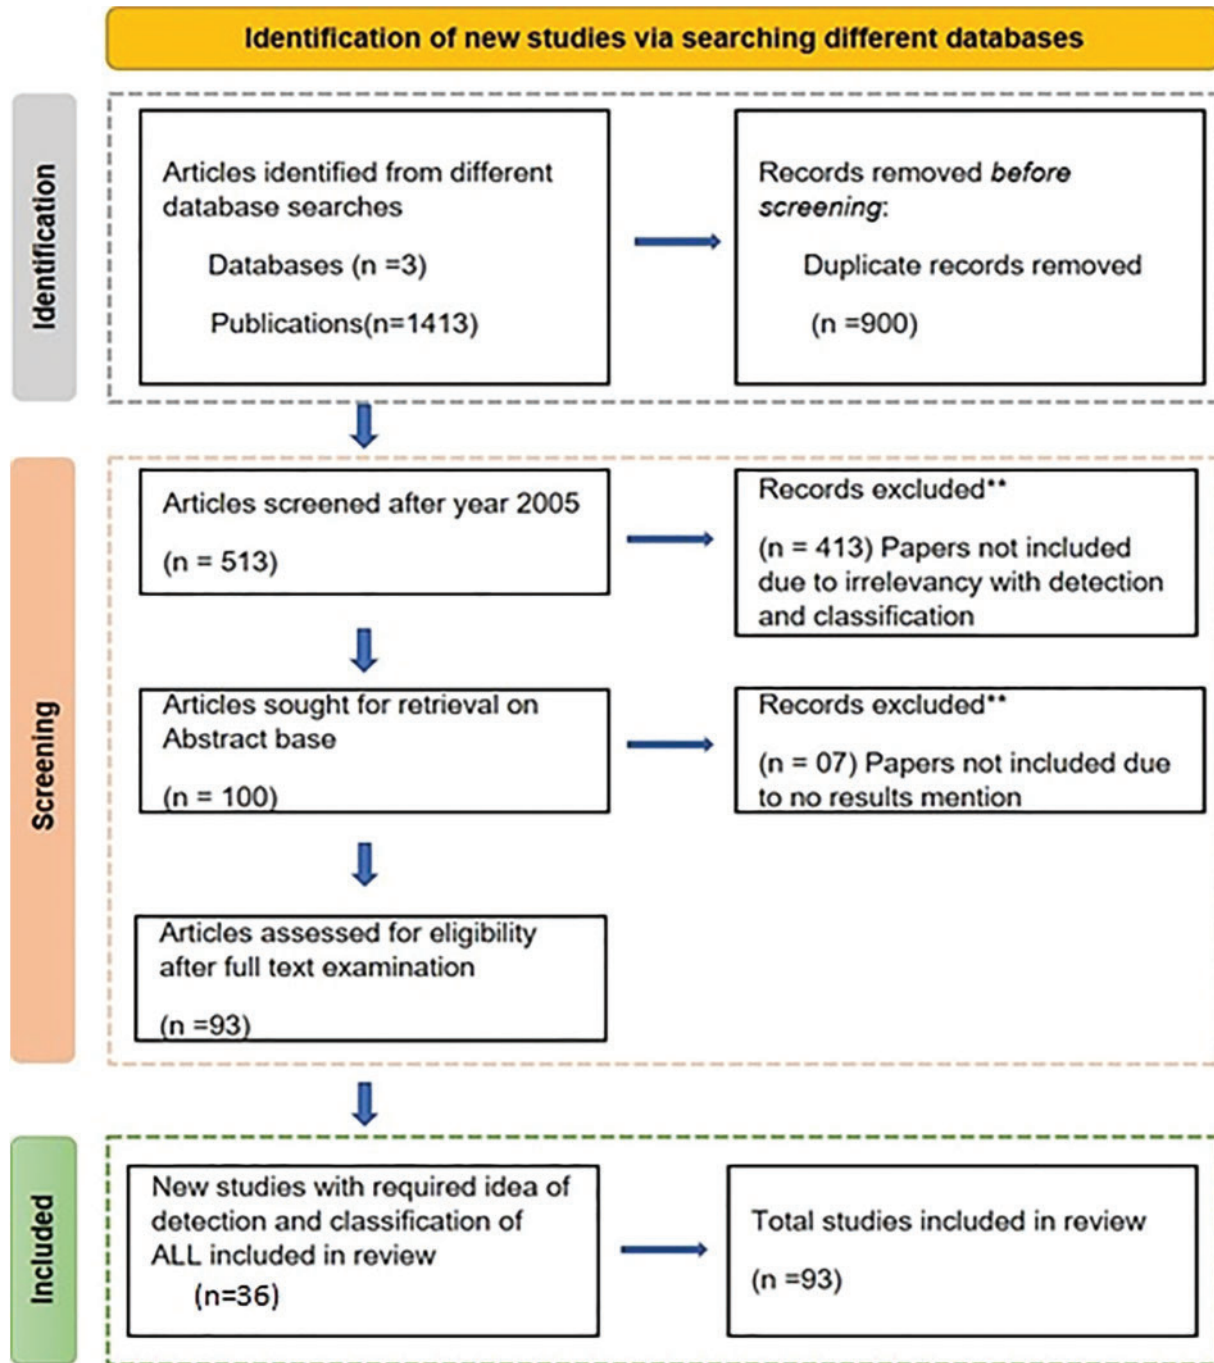 Identification of new studies via searching different databases
Identification
Articles identified from different
database searches
Databases (n =3)
Publications(n=1413)
Records removed before
screening:
Duplicate records removed
(n =900)
Screening
Articles screened after year 2005
(n = 513)
Records excluded**
(n = 413) Papers not included
due to irrelevancy with detection
and classification
Articles sought for retrieval on
Abstract base
(n = 100)
Records excluded**
(n = 07) Papers not included due
to no results mention
Articles assessed for eligibility
after full text examination
(n =93)
Included
New studies with required idea of
detection and classification of
ALL included in review
(n=36)
Total studies included in review
(n =93)